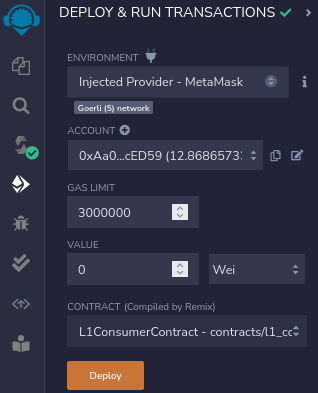 DEPLOY & RUN TRANSACTIONS
ENVIRONMENT
Injected Provider - MetaMask
Goerli (5) network
ACCOUNT
0xAa0...cED59 (12.8686573
GAS LIMIT
3000000
VALUE
0
Wei
CONTRACT (Compiled by Remix)
L1ConsumerContract - contracts/l1_cc
Deploy